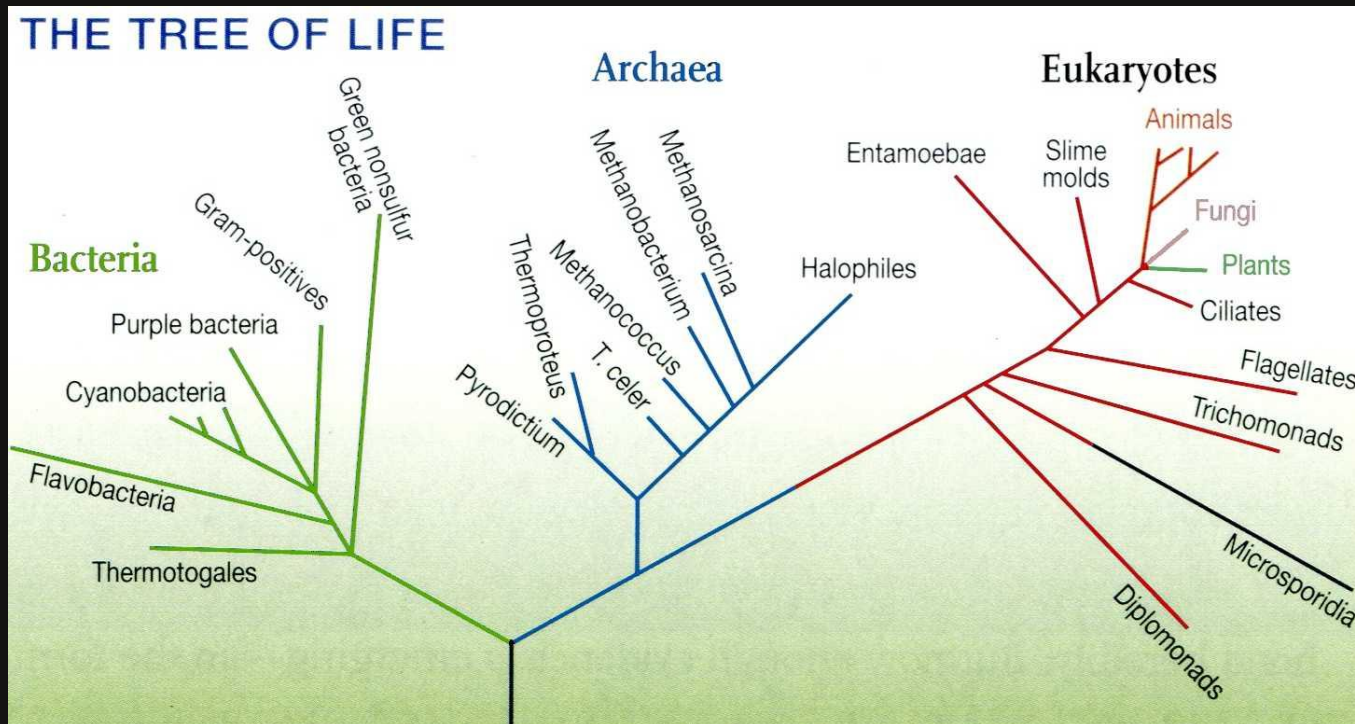 THE TREE OF LIFE
Bacteria
Archaea
Eukaryotes
Thermotogales
Flavobacteria
Cyanobacteria
Purple bacteria
Gram-positives
Green nonsulfur
bacteria
Pyrodictium
Thermoproteus
T. celer
Methanococcus
Methanobacterium
Methanosarcina
Halophiles
Entamoebae
Slime
molds
Animals
Fungi
Plants
Ciliates
Flagellates
Trichomonads
Microsporidia
Diplomonads